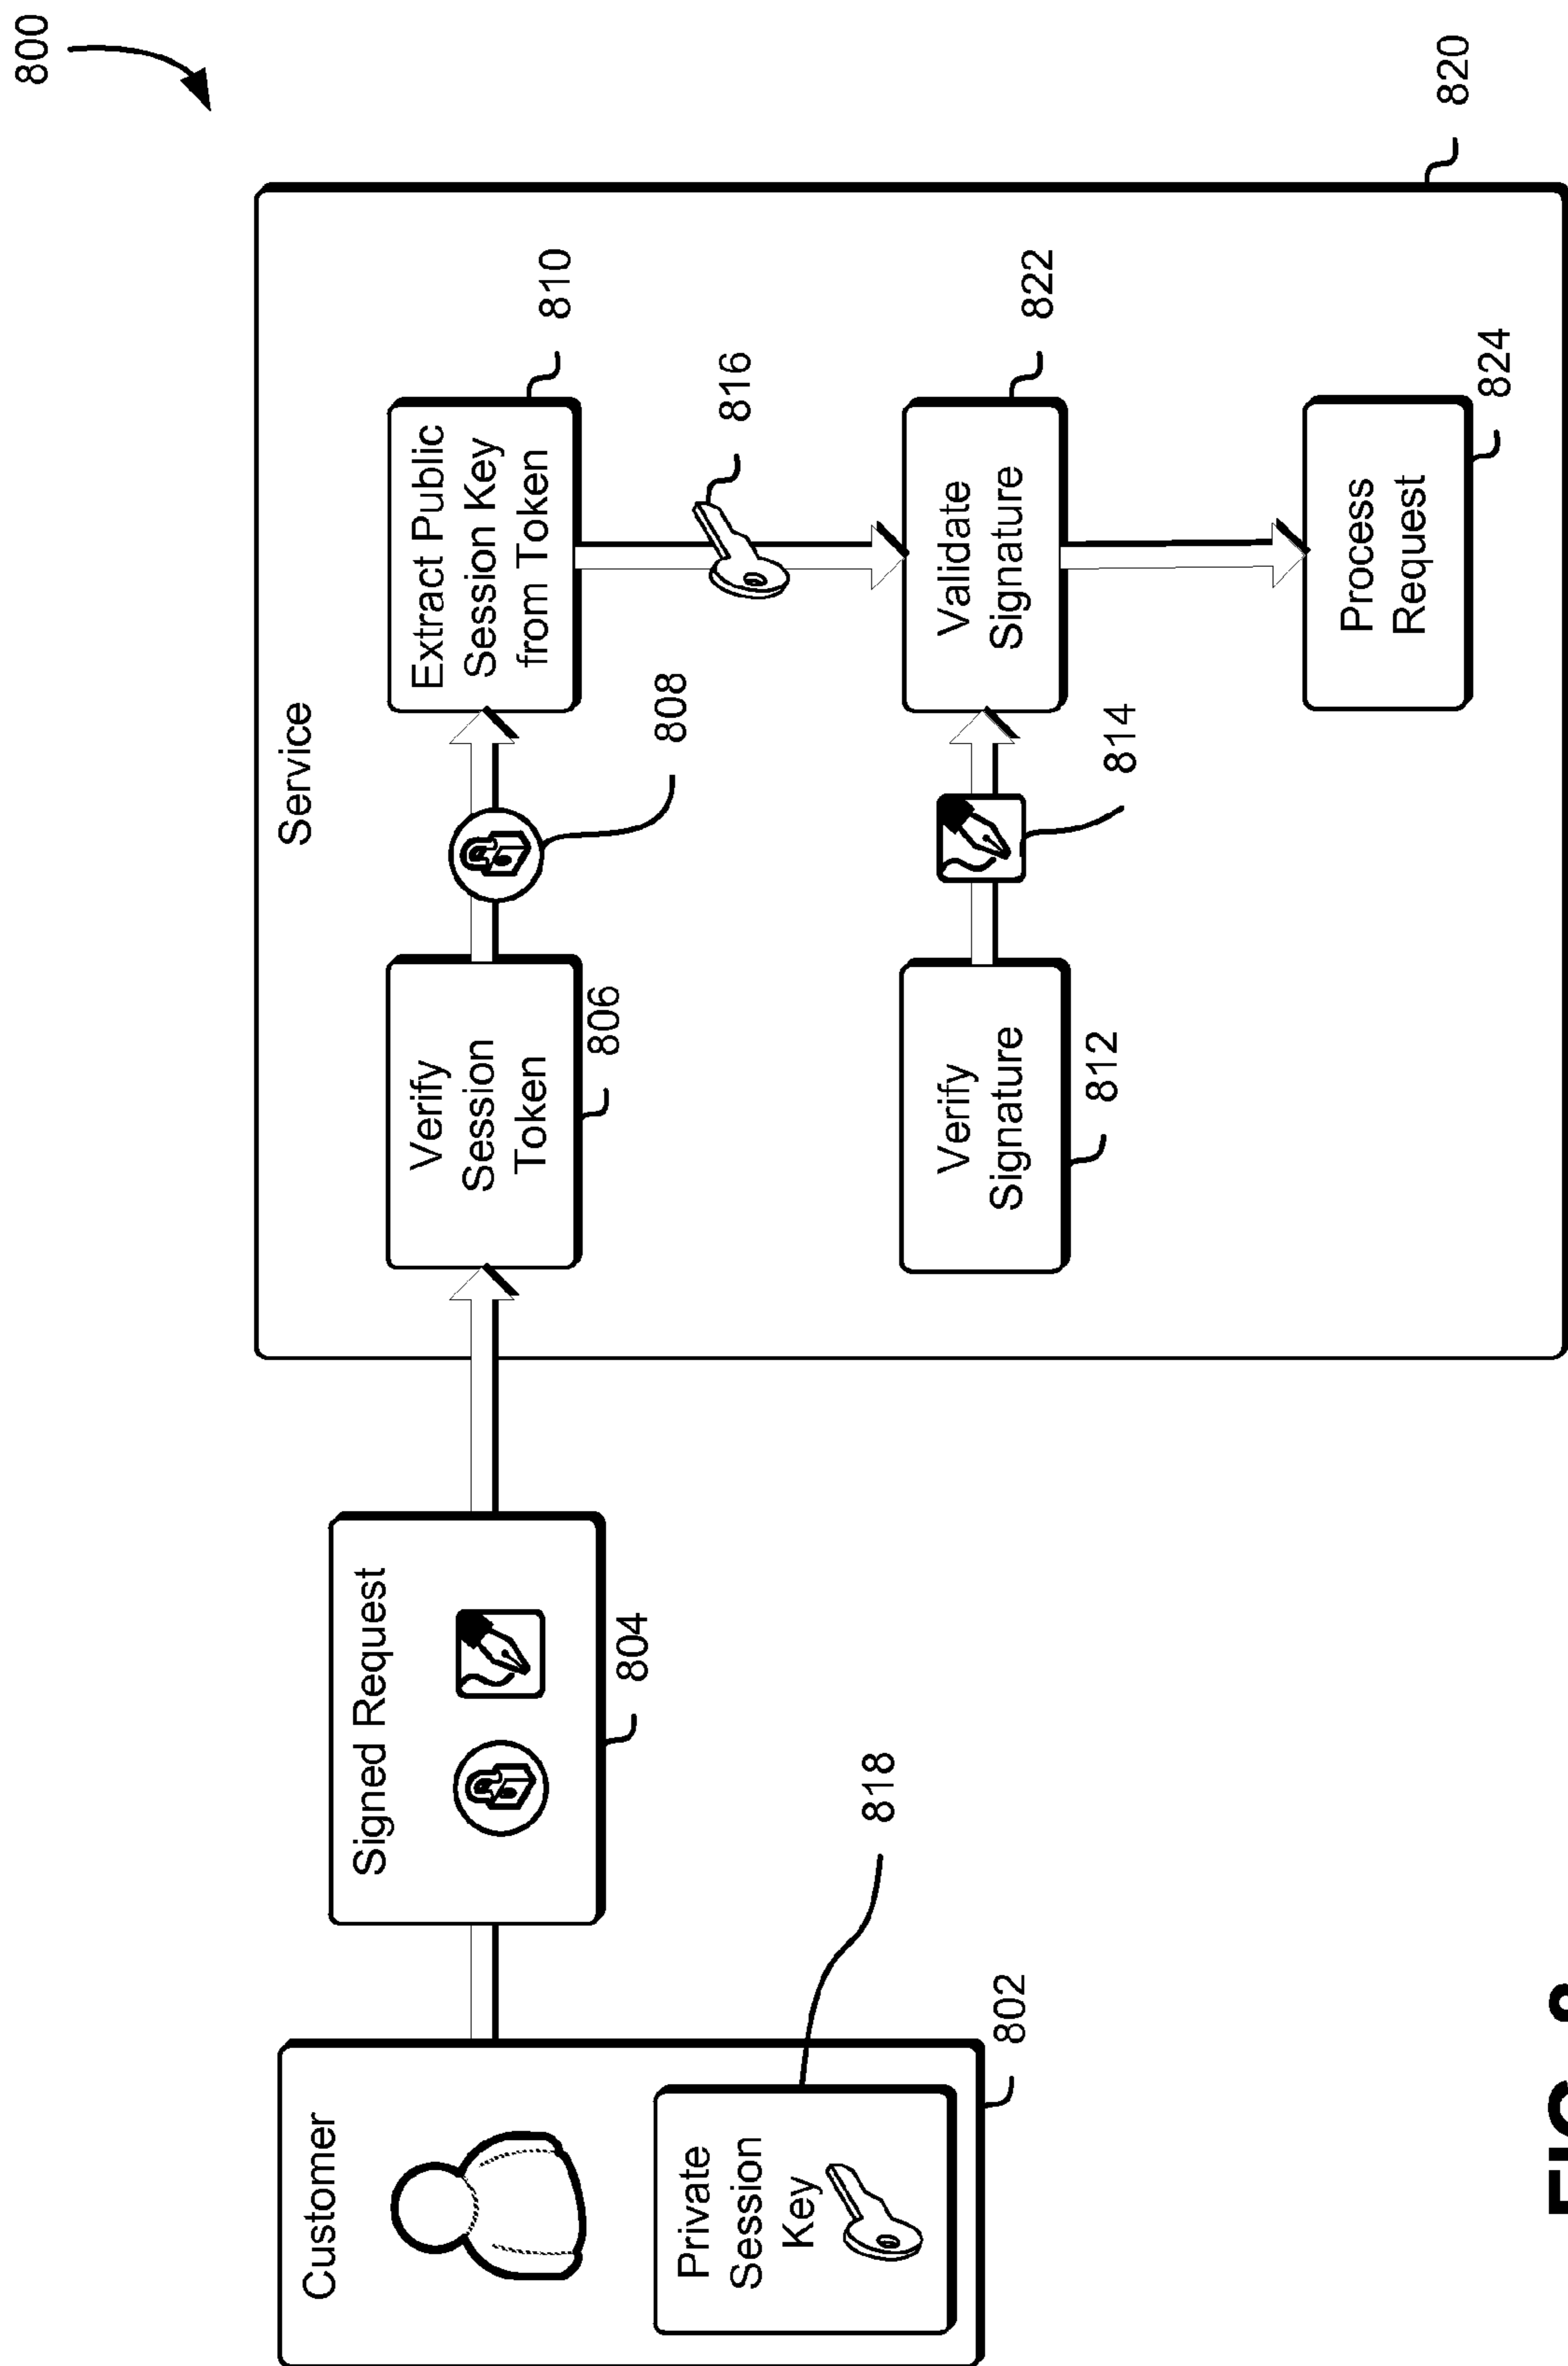 800
Customer
Private
Session
Key
818
802
Signed Request
804
Service
820
Verify
Session
Token
806
808
Extract Public
Session Key
from Token
810
816
Verify
Signature
812
814
Validate
Signature
822
Process
Request
824